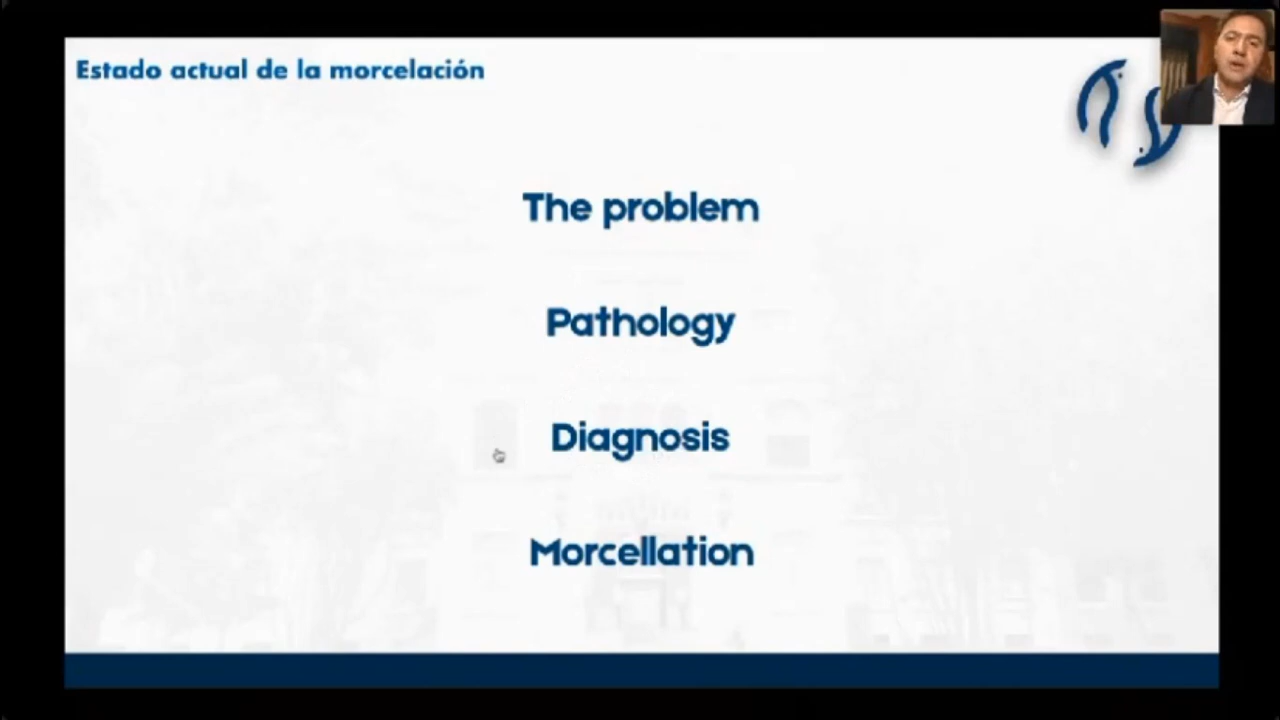 Estado actual de la morcelación
The problem
Pathology
Diagnosis
Morcellation